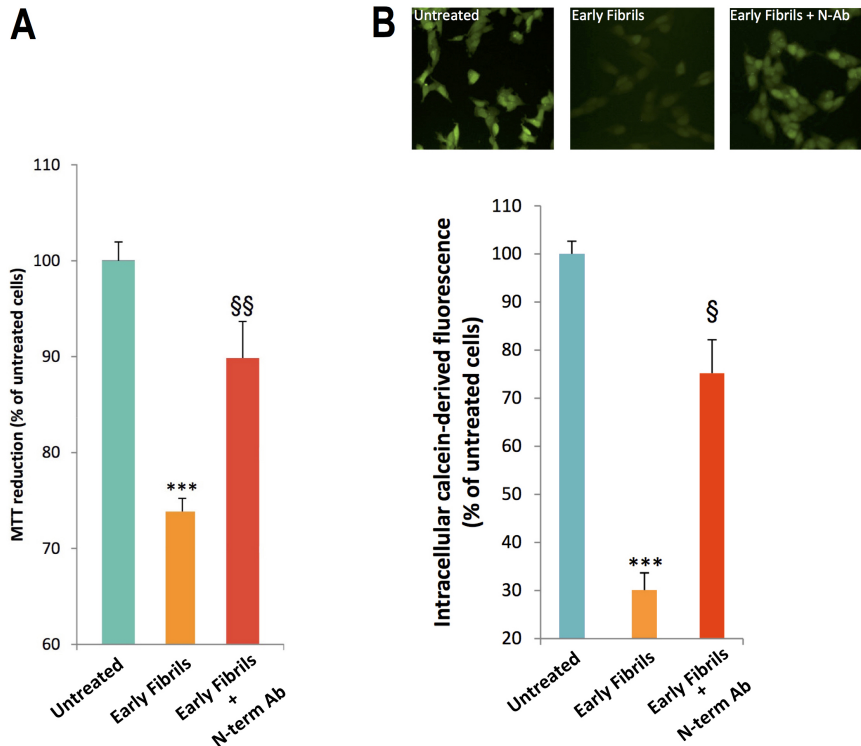 A
110
100
90
80
70
60
MTT reduction (% of untreated cells)
***
§§
Untreated
Early Fibrils
Early Fibrils
+
N-term Ab
B
Untreated
Early Fibrils
Early Fibrils + N-Ab
110
100
90
80
70
60
50
40
30
20
Intracellular calcein-derived fluorescence
(% of untreated cells)
***
§
Untreated
Early Fibrils
Early Fibrils
+
N-term Ab